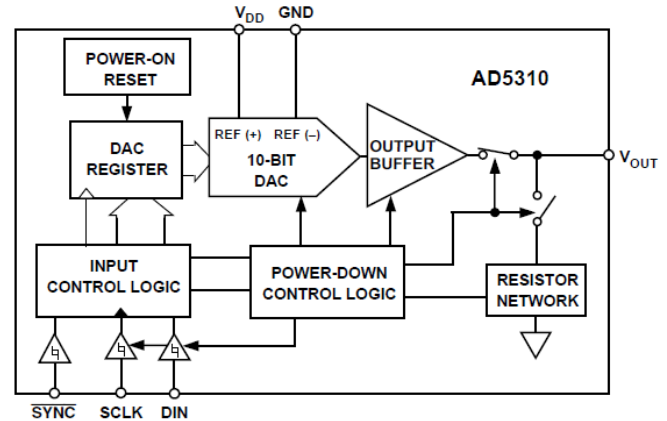 VDD GND
POWER-ON
RESET
AD5310
REF (+) REF (–)
10-BIT
DAC
OUTPUT
BUFFER
DAC
REGISTER
VOUT
INPUT
CONTROL
LOGIC
POWER-DOWN
CONTROL LOGIC
RESISTOR
NETWORK
SYNC SCLK DIN